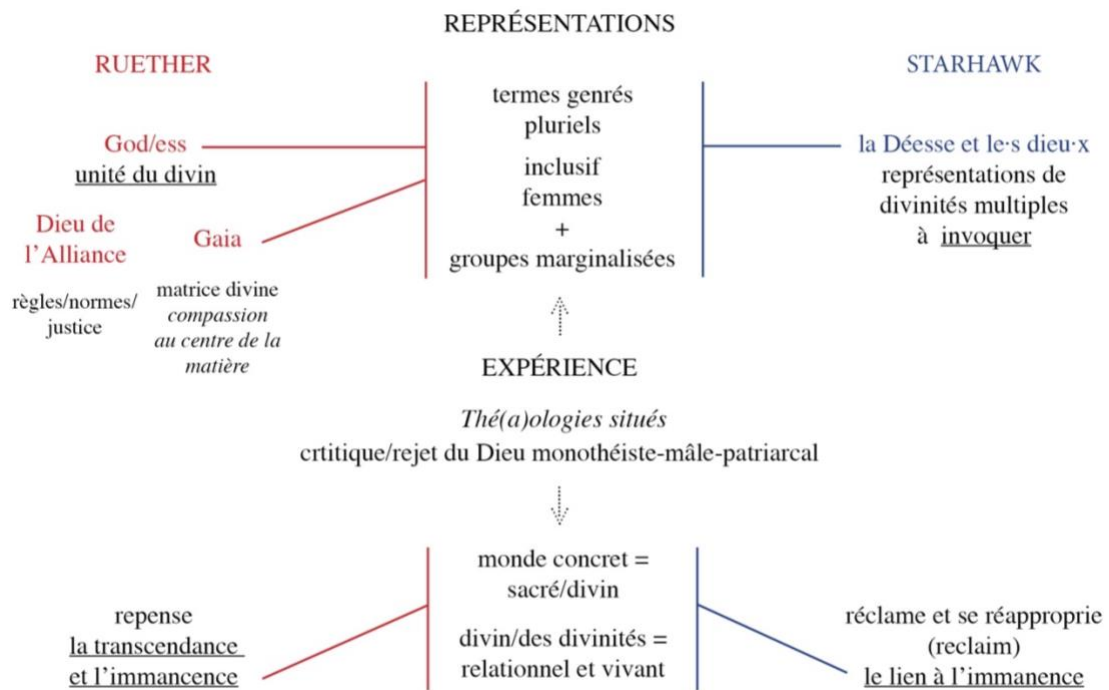 REPRÉSENTATIONS
RUETHER
God/ess
unité du divin
Dieu de
l’Alliance
règles/normes/
justice
Gaia
matrice divine
compassion
au centre de la
matière
termes genrés
pluriels
inclusif
femmes
+
groupes marginalisées
STARHAWK
la Déesse et le·s dieu·x
représentations de
divinités multiples
à invoquer
EXPÉRIENCE
Thé(a)ologies situés
crtitique/rejet du Dieu monothéiste-mâle-patriarcal
repense
la transcendance
et l’immancence
monde concret =
sacré/divin
divin/des divinités =
relationnel et vivant
réclame et se réapproprie
(reclaim)
le lien à l’immanence